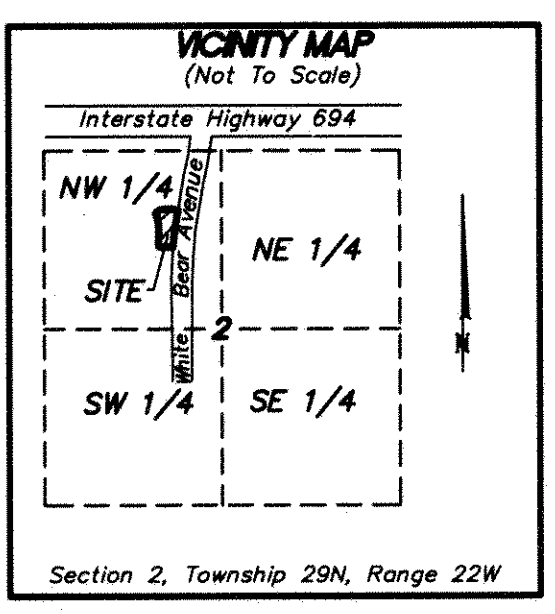 VICINITY MAP
(Not To Scale)
Interstate Highway 694
NW 1/4
White Bear Avenue
NE 1/4
SITE
2
N
SW 1/4
SE 1/4
Section 2, Township 29N, Range 22W